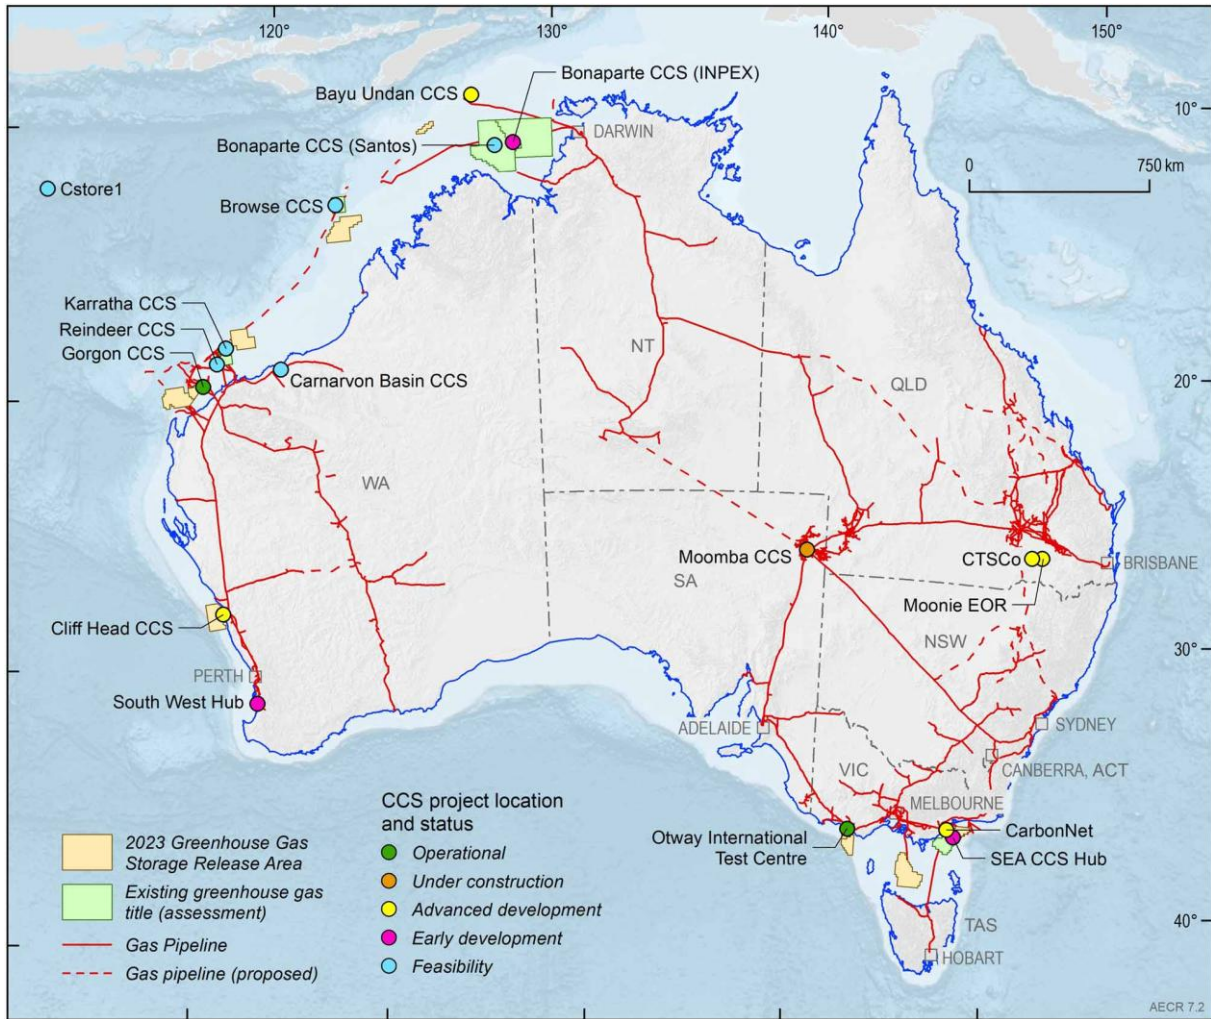 120°
130°
140°
150°
10°
20°
30°
40°
Bonaparte CCS (INPEX)
Bayu Undan CCS
DARWIN
Bonaparte CCS (Santos)
0
750 km
Cstore1
Browse CCS
Karratha CCS
Reindeer CCS
Gorgon CCS
Carnarvon Basin CCS
NT
QLD
WA
Moomba CCS
SA
CTSCo
BRISBANE
Moonie EOR
NSW
Cliff Head CCS
PERTH
South West Hub
ADELAIDE
SYDNEY
CANBERRA, ACT
VIC
MELBOURNE
Otway International
Test Centre
CarbonNet
SEA CCS Hub
TAS
HOBART
2023 Greenhouse Gas
Storage Release Area
Existing greenhouse gas
title (assessment)
Gas Pipeline
Gas pipeline (proposed)
CCS project location
and status
Operational
Under construction
Advanced development
Early development
Feasibility
AECR 7.2